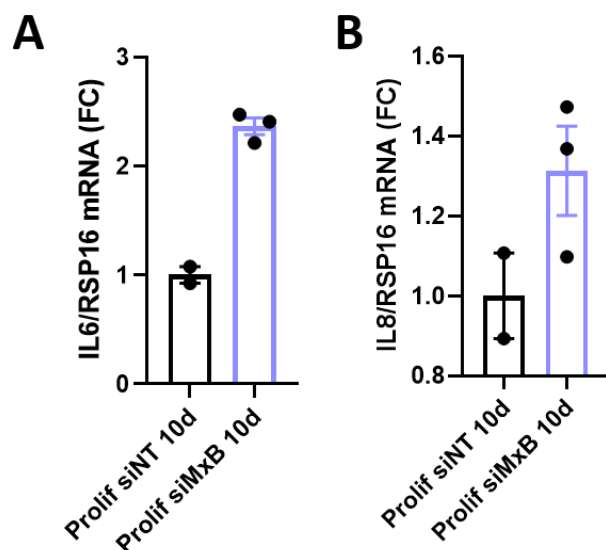 A
IL6/RSP16 mRNA (FC)
3
2
1
0
Prolif siNT 10d
Prolif siMxB 10d
B
IL8/RSP16 mRNA (FC)
1.6
1.4
1.2
1.0
0.8
Prolif siNT 10d
Prolif siMxB 10d